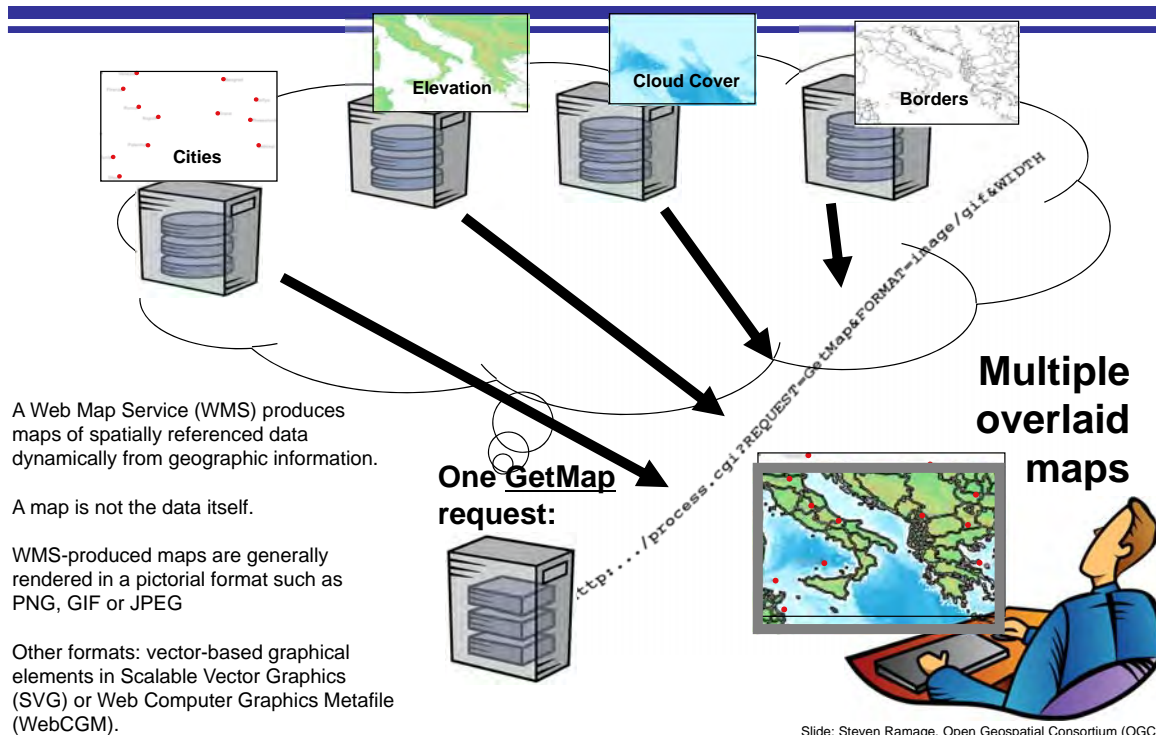 Cities
Elevation
Cloud Cover
Borders
http:.../process.cgi?REQUEST=GetMap&FORMAT=image/gif&WIDTH
Multiple
overlaid
maps
One GetMap
request:
A Web Map Service (WMS) produces
maps of spatially referenced data
dynamically from geographic information.
A map is not the data itself.
WMS-produced maps are generally
rendered in a pictorial format such as
PNG, GIF or JPEG
Other formats: vector-based graphical
elements in Scalable Vector Graphics
(SVG) or Web Computer Graphics Metafile
(WebCGM).
Slide: Steven Ramage, Open Geospatial Consortium (OGC